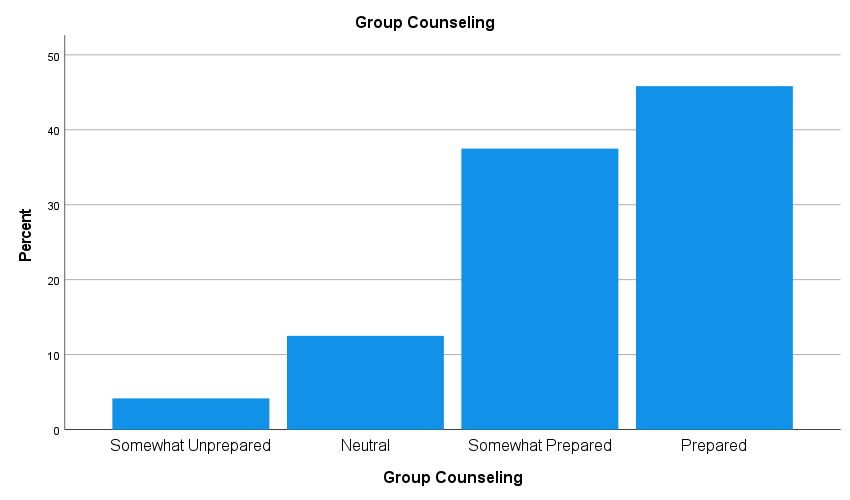 Group Counseling
50
40
30
20
10
0
Percent
Somewhat Unprepared Neutral Somewhat Prepared Prepared
Group Counseling